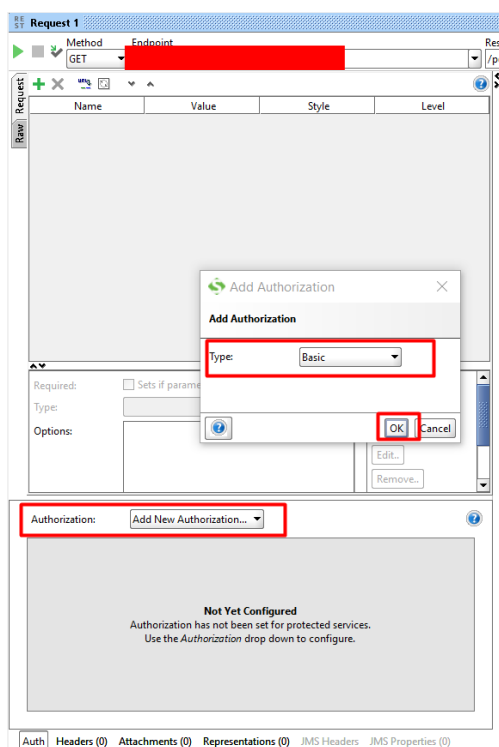 RE
ST
Request 1
Method
Endpoint
Res
GET
/p
Request
Raw
Name Value Style Level
Add Authorization
Add Authorization
Type: Basic
OK Cancel
Required: Sets if parame
Type:
Options:
Edit..
Remove..
Authorization: Add New Authorization...
Not Yet Configured
Authorization has not been set for protected services.
Use the Authorization drop down to configure.
Auth Headers (0) Attachments (0) Representations (0) JMS Headers JMS Properties (0)